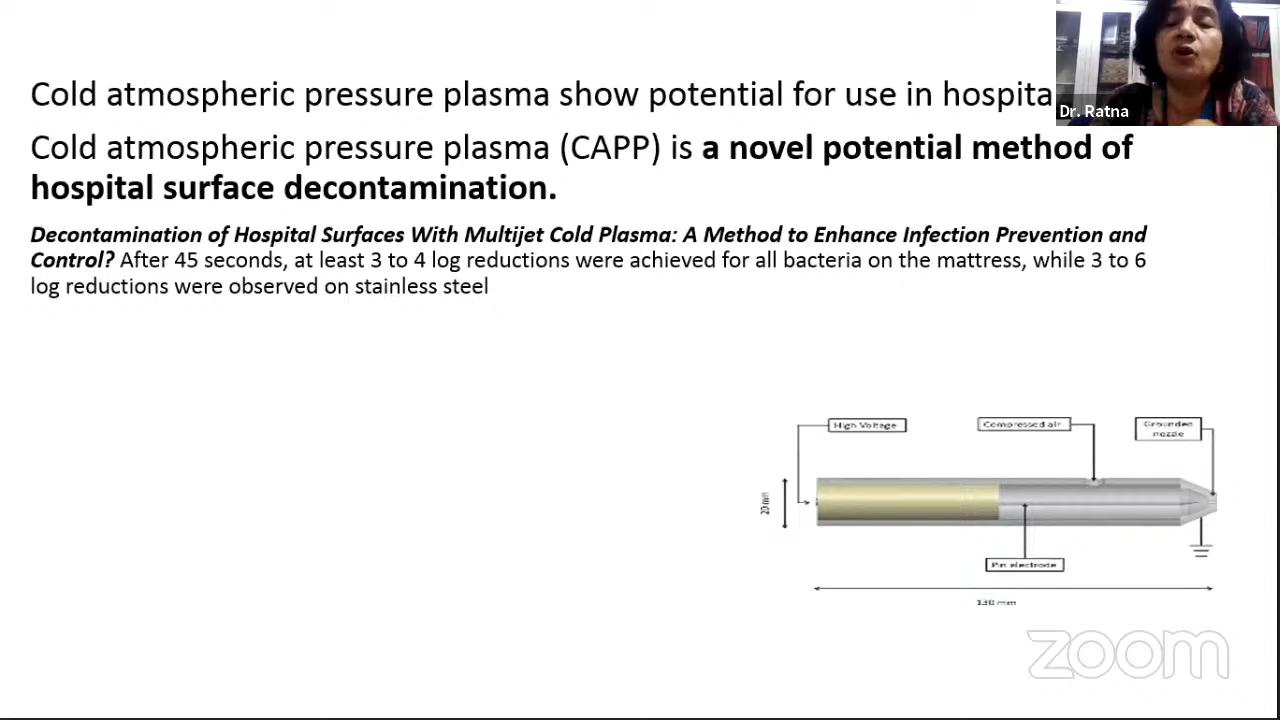 Cold atmospheric pressure plasma show potential for use in hospita
Dr. Ratna
Cold atmospheric pressure plasma (CAPP) is a novel potential method of
hospital surface decontamination.
Decontamination of Hospital Surfaces With Multijet Cold Plasma: A Method to Enhance Infection Prevention and
Control? After 45 seconds, at least 3 to 4 log reductions were achieved for all bacteria on the mattress, while 3 to 6
log reductions were observed on stainless steel
High Voltage
Compressed air
Grounded
nozzle
20 mm
Pin electrode
130 mm
zoom